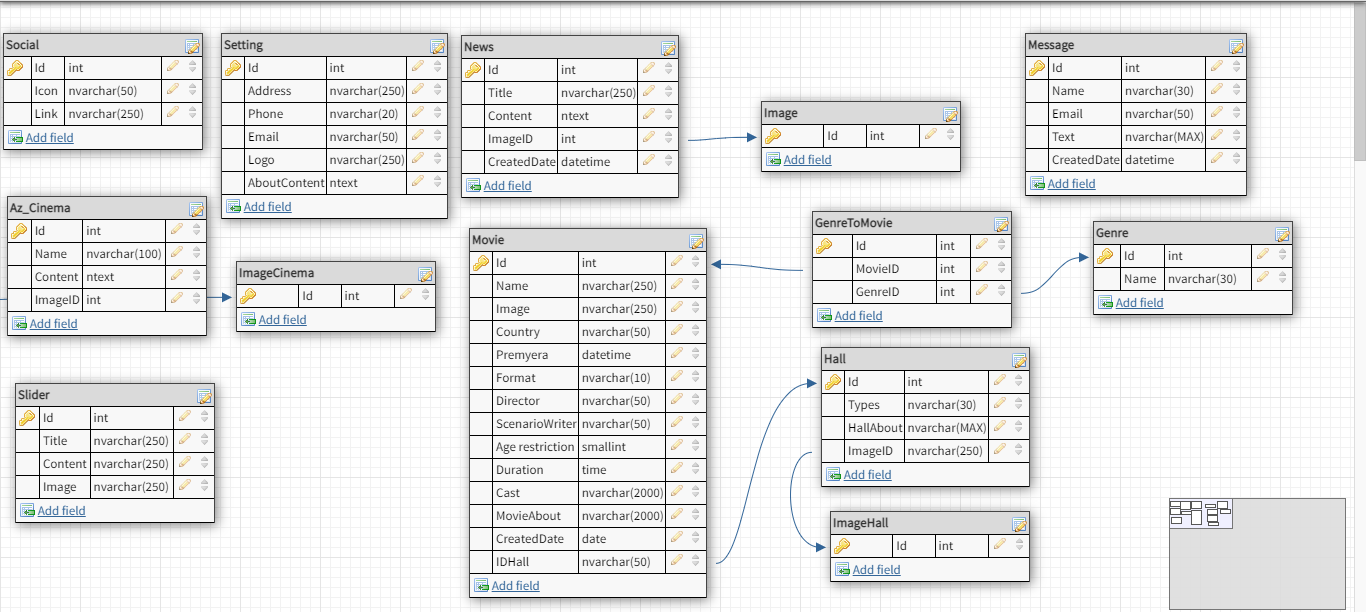 Social
Id int
Icon nvarchar(50)
Link nvarchar(250)
Add field
Setting
Id int
Address nvarchar(250)
Phone nvarchar(20)
Email nvarchar(50)
Logo nvarchar(250)
AboutContent ntext
Add field
News
Id int
Title nvarchar(250)
Content ntext
ImageID int
CreatedDate datetime
Add field
Image
Id int
Add field
Message
Id int
Name nvarchar(30)
Email nvarchar(50)
Text nvarchar(MAX)
CreatedDate datetime
Add field
Az_Cinema
Id int
Name nvarchar(100)
Content ntext
ImageID int
Add field
ImageCinema
Id int
Add field
Movie
Id int
Name nvarchar(250)
Image nvarchar(250)
Country nvarchar(50)
Premyera datetime
Format nvarchar(10)
Director nvarchar(50)
ScenarioWriter nvarchar(50)
Age restriction smallint
Duration time
Cast nvarchar(2000)
MovieAbout nvarchar(2000)
CreatedDate date
IDHall nvarchar(50)
Add field
GenreToMovie
Id int
MovieID int
GenreID int
Add field
Genre
Id int
Name nvarchar(30)
Add field
Slider
Id int
Title nvarchar(250)
Content nvarchar(250)
Image nvarchar(250)
Add field
Hall
Id int
Types nvarchar(30)
HallAbout nvarchar(MAX)
ImageID nvarchar(250)
Add field
ImageHall
Id int
Add field